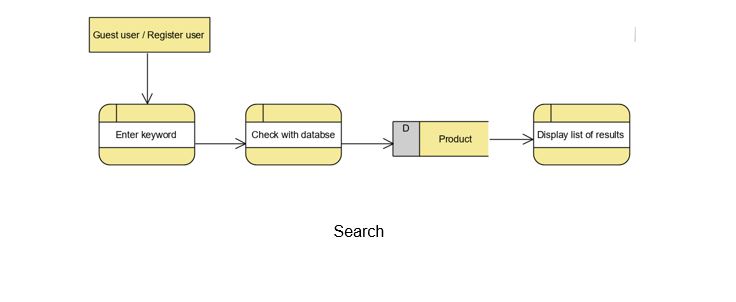 Guest user / Register user
Enter keyword
Check with databse
D
Product
Display list of results
Search